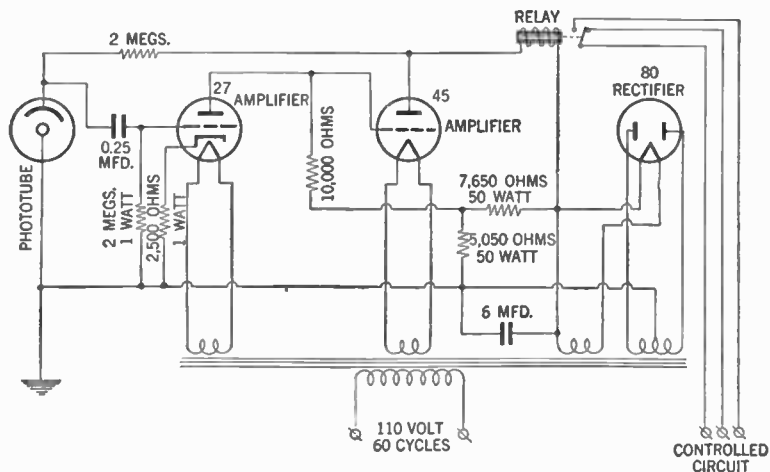 RELAY
2 MEGS.
80
RECTIFIER
27
AMPLIFIER
45
AMPLIFIER
0.25
MFD.
PHOTOTUBE
2 MEGS,
1 WATT
2,500 OHMS
1 WATT
10,000 OHMS
7,650 OHMS
50 WATT
5,050 OHMS
50 WATT
6 MFD.
110 VOLT
60 CYCLES
CONTROLLED
CIRCUIT